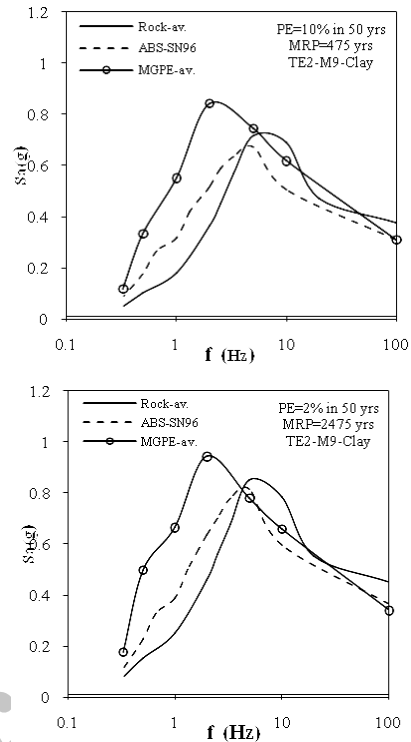 1.2
1
0.8
0.6
0.4
0.2
0
Sa(g)
Rock-av.
ABS-SN96
MGPE-av.
PE=10% in 50 yrs
MRP=475 yrs
TE2-M9-Clay
0.1 1 10 100
f (Hz)
1.2
1
0.8
0.6
0.4
0.2
0
Sa(g)
Rock-av.
ABS-SN96
MGPE-av.
PE=2% in 50 yrs
MRP=2475 yrs
TE2-M9-Clay
0.1 1 10 100
f (Hz)